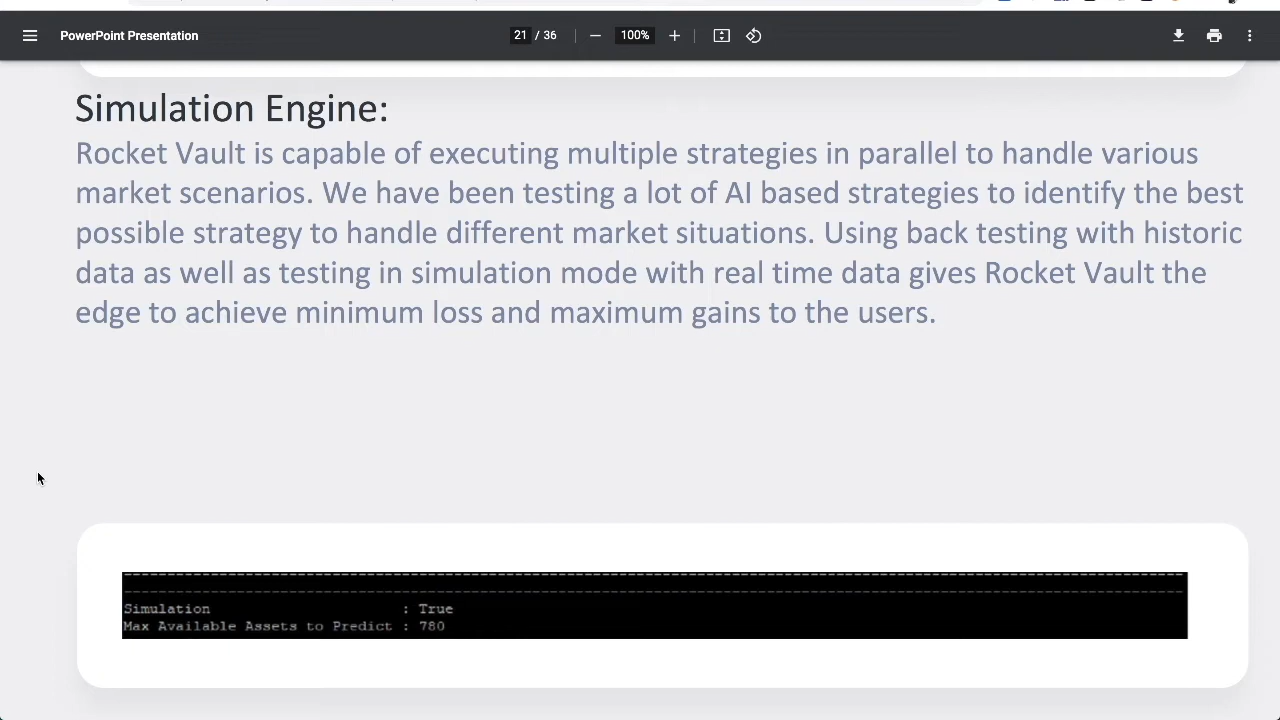 PowerPoint Presentation
21 / 36
100%
Simulation Engine:
Rocket Vault is capable of executing multiple strategies in parallel to handle various
market scenarios. We have been testing a lot of AI based strategies to identify the best
possible strategy to handle different market situations. Using back testing with historic
data as well as testing in simulation mode with real time data gives Rocket Vault the
edge to achieve minimum loss and maximum gains to the users.
Simulation : True
Max Available Assets to Predict : 780